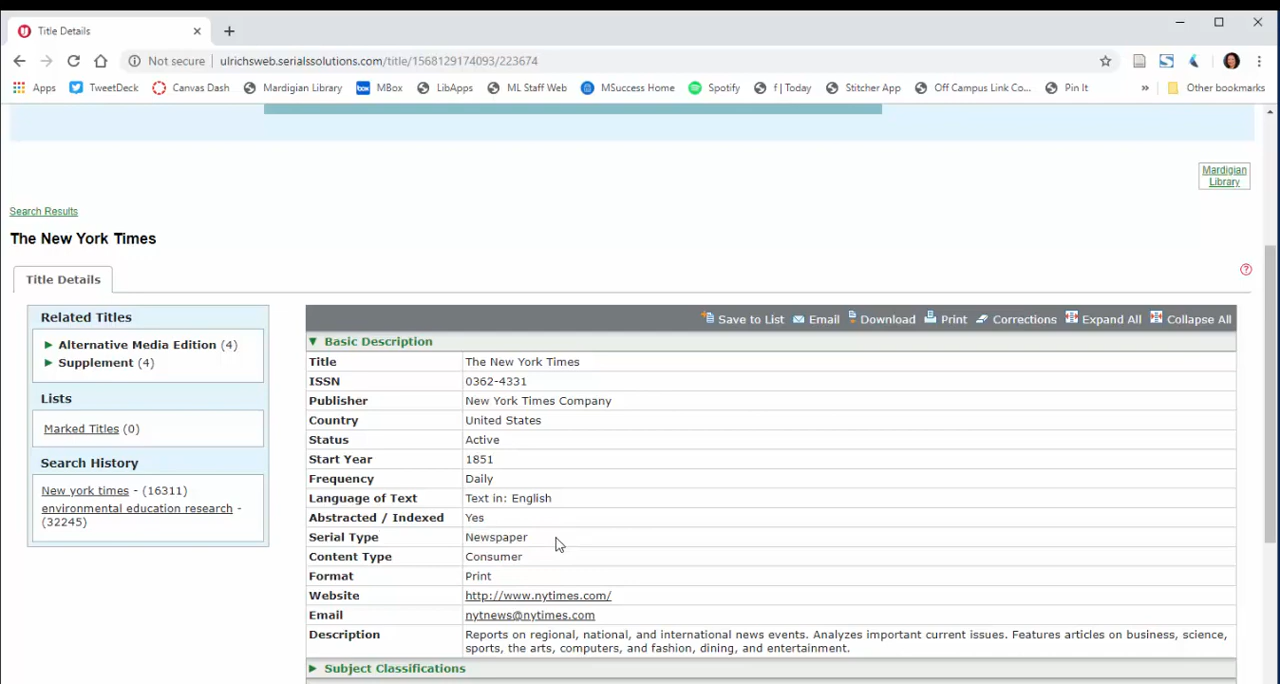 Title Details
Not secure
ulrichsweb.serialssolutions.com/title/1568129174093/223674
Apps
TweetDeck
Canvas Dash
Mardigian Library
box
MBox
LibApps
ML Staff Web
MSuccess Home
Spotify
f | Today
Stitcher App
Off Campus Link Co...
Pin It
»
Other bookmarks
Mardigian
Library
Search Results
The New York Times
Title Details
Related Titles
Alternative Media Edition (4)
Supplement (4)
Lists
Marked Titles (0)
Search History
New york times - (16311)
environmental education research -
(32245)
Save to List Email Download Print Corrections Expand All Collapse All
Basic Description
Title The New York Times
ISSN 0362-4331
Publisher New York Times Company
Country United States
Status Active
Start Year 1851
Frequency Daily
Language of Text Text in: English
Abstracted / Indexed Yes
Serial Type Newspaper
Content Type Consumer
Format Print
Website http://www.nytimes.com/
Email nytnews@nytimes.com
Description Reports on regional, national, and international news events. Analyzes important current issues. Features articles on business, science,
sports, the arts, computers, and fashion, dining, and entertainment.
Subject Classifications